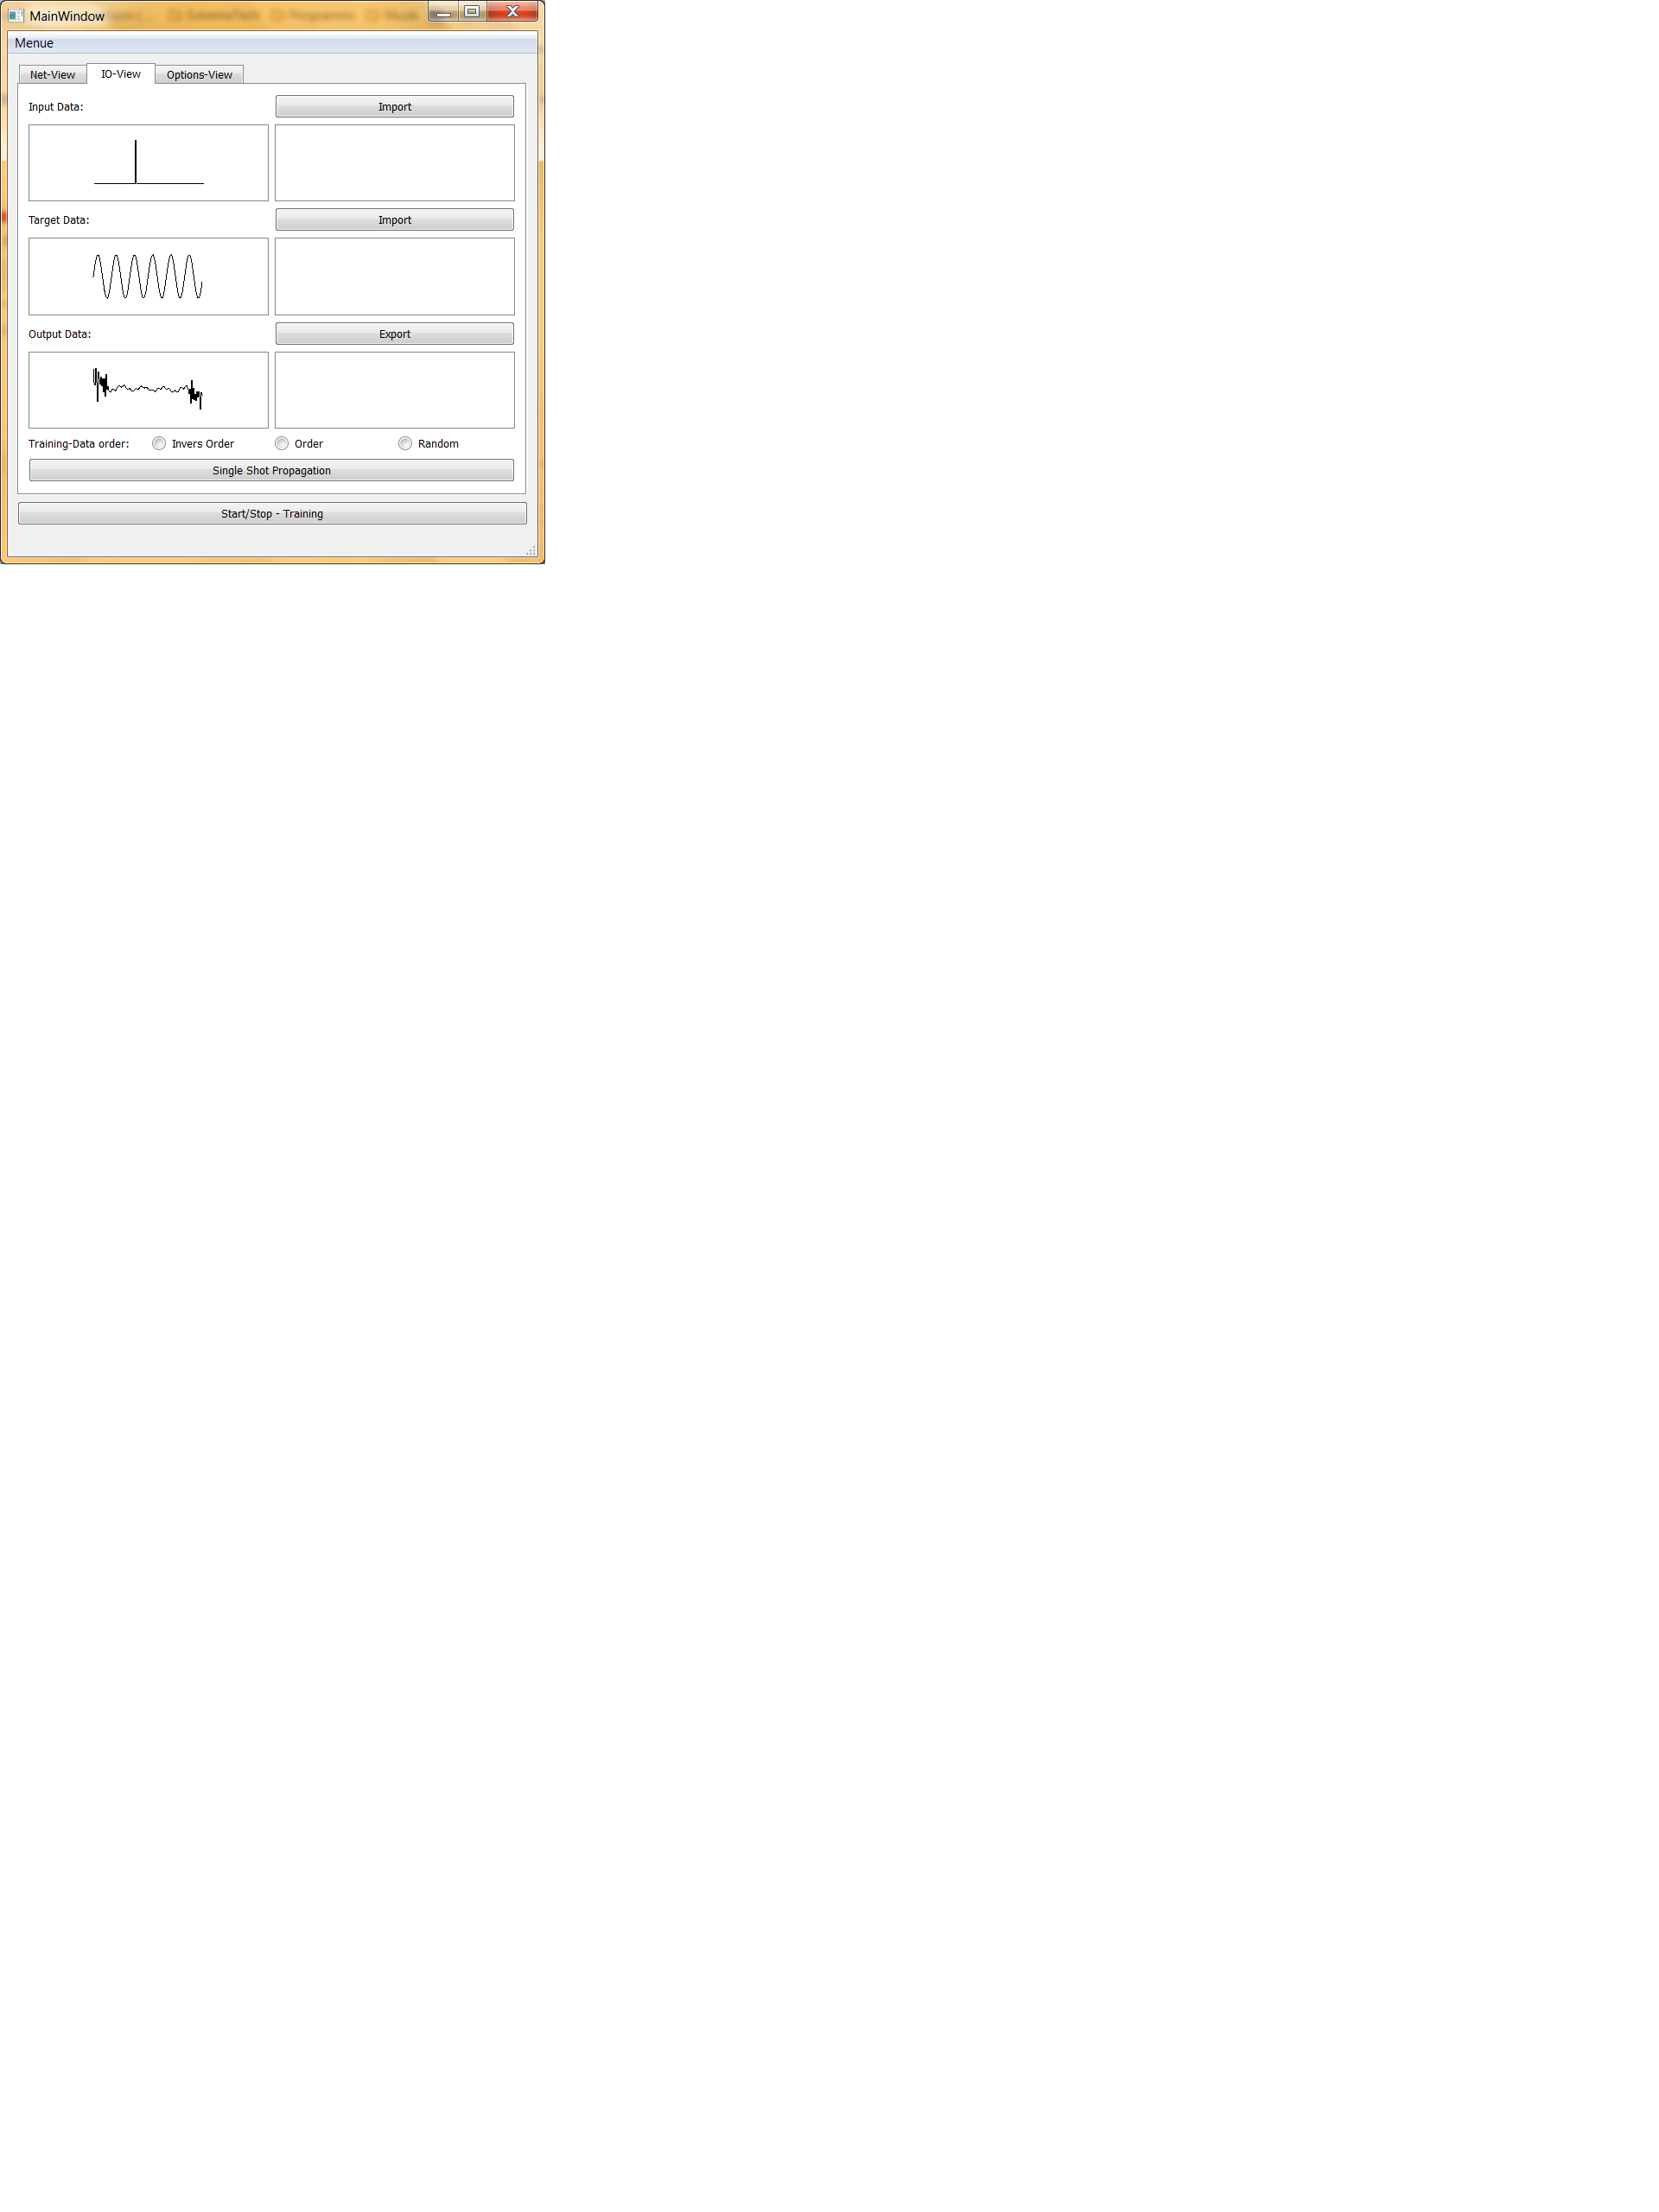 MainWindow
Menue
Net-View IO-View Options-View
Input Data: Import
Target Data: Import
Output Data: Export
Training-Data order: Invers Order Order Random
Single Shot Propagation
Start/Stop - Training